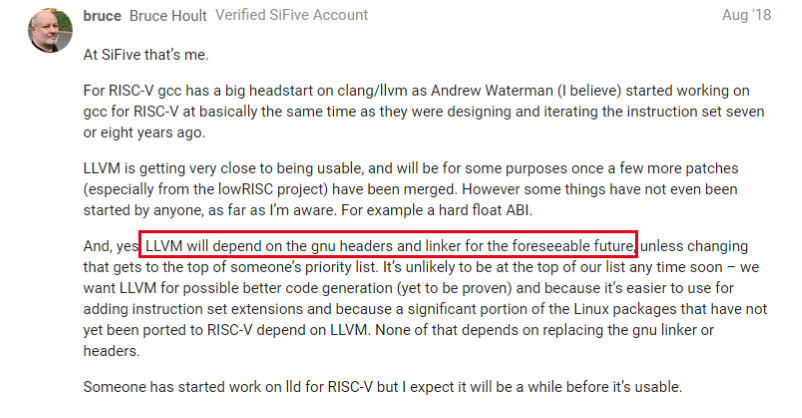 bruce Bruce Hoult Verified SiFive Account Aug '18
At SiFive that's me.
For RISC-V gcc has a big headstart on clang/llvm as Andrew Waterman (I believe) started working on
gcc for RISC-V at basically the same time as they were designing and iterating the instruction set seven
or eight years ago.
LLVM is getting very close to being usable, and will be for some purposes once a few more patches
(especially from the lowRISC project) have been merged. However some things have not even been
started by anyone, as far as I'm aware. For example a hard float ABI.
And, yes LLVM will depend on the gnu headers and linker for the foreseeable future, unless changing
that gets to the top of someone's priority list. It's unlikely to be at the top of our list any time soon – we
want LLVM for possible better code generation (yet to be proven) and because it's easier to use for
adding instruction set extensions and because a significant portion of the Linux packages that have not
yet been ported to RISC-V depend on LLVM. None of that depends on replacing the gnu linker or
headers.
Someone has started work on lld for RISC-V but I expect it will be a while before it's usable.